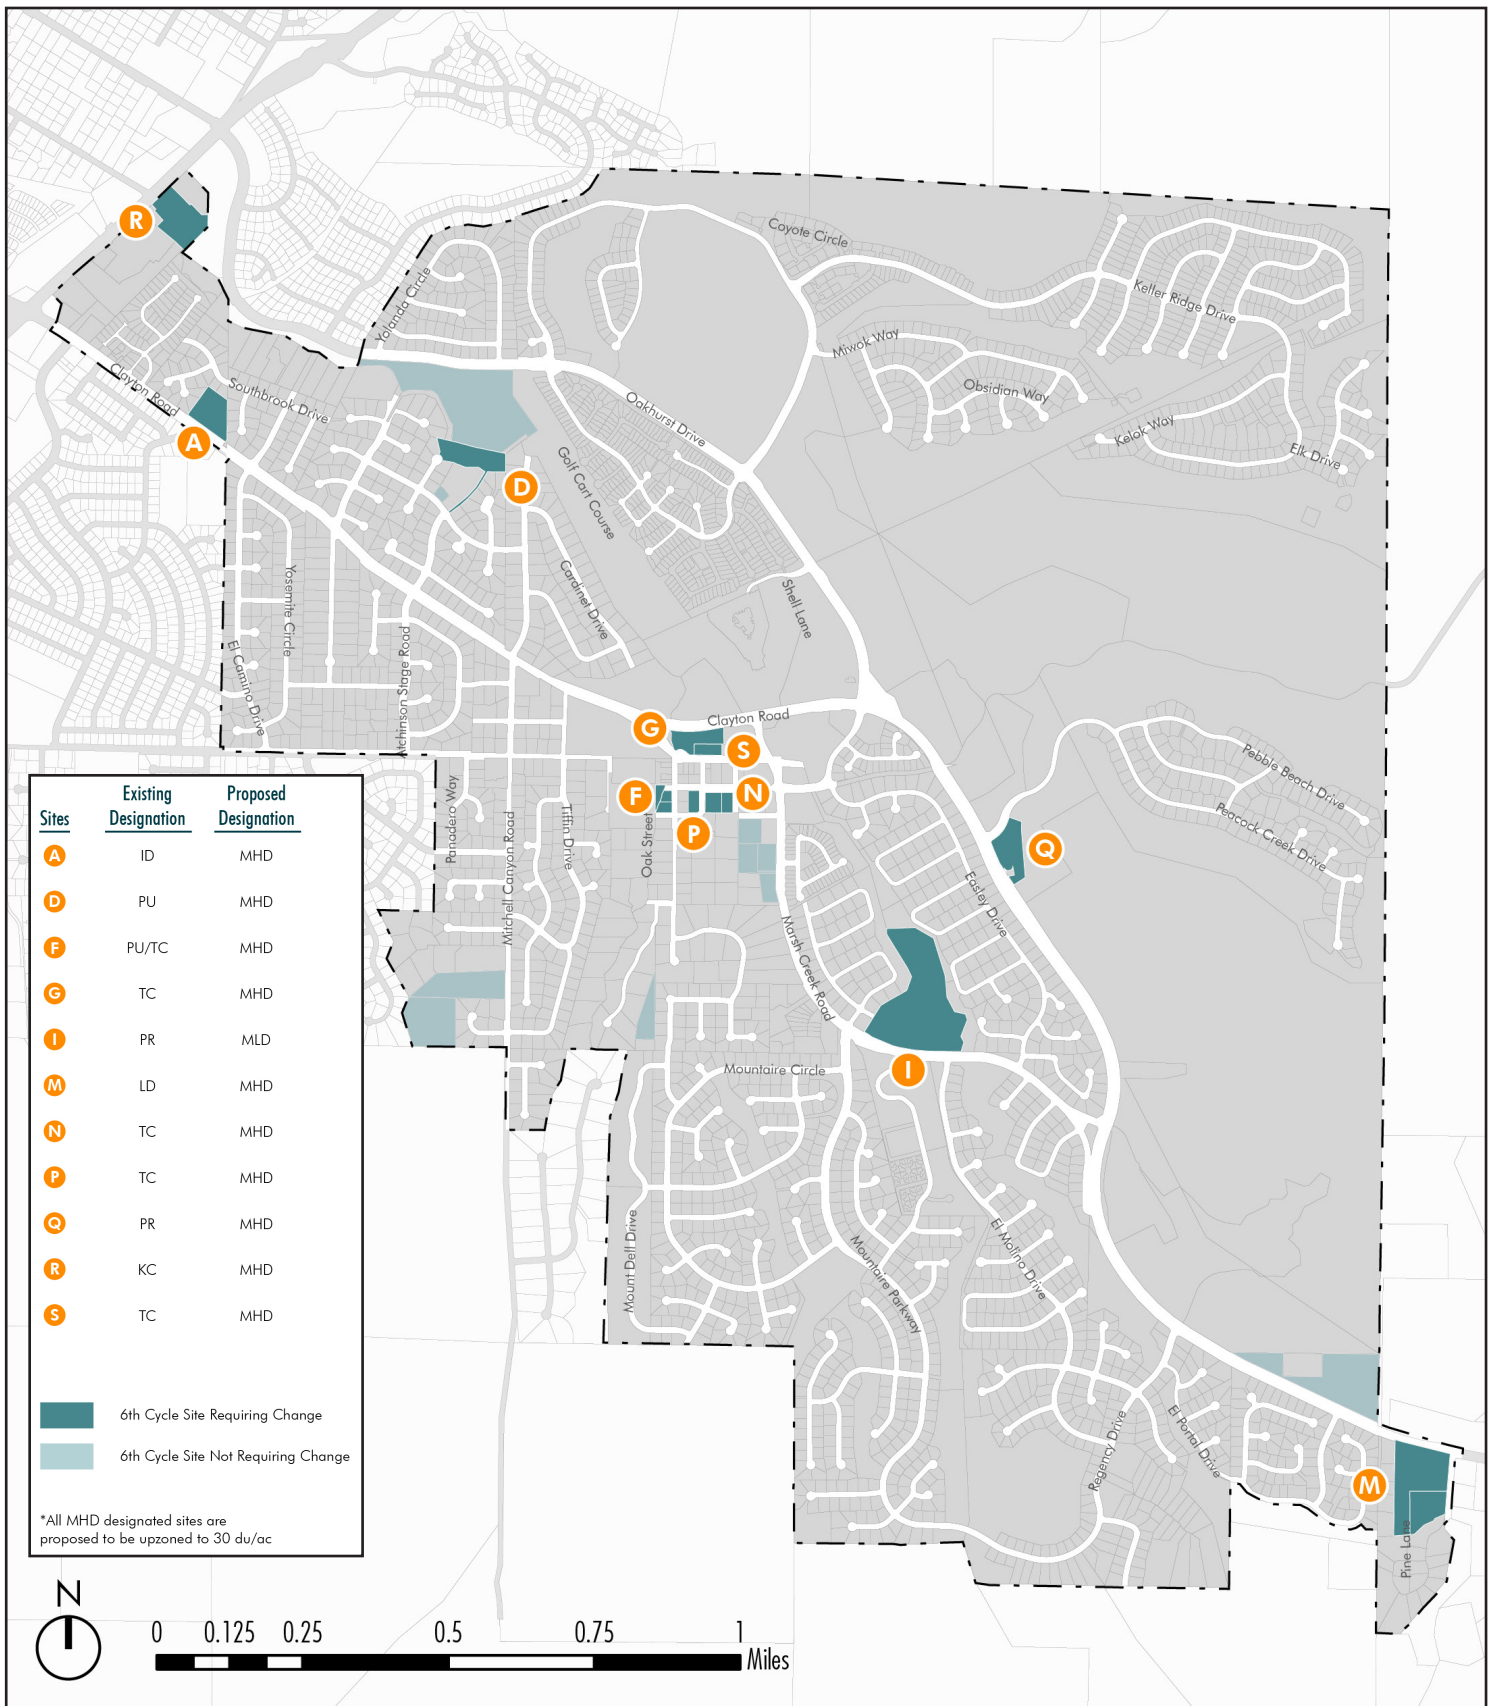 R
Coyote Circle
Yolanda Circle
Keller Ridge Drive
Miwok Way
Obsidian Way
Clayton Road
Southbrook Drive
Oakhurst Drive
A
Kelok Way
Elk Drive
Golf Cart Course
D
Yosemite Circle
Cardinet Drive
Shell Lane
El Camino Drive
Atchinson Stage Road
G
Clayton Road
S
Pebble Beach Drive
F
N
P
Peacock Creek Drive
Q
Panadero Way
Mitchell Canyon Road
Tiffin Drive
Oak Street
Easley Drive
Marsh Creek Road
Mountaire Circle
I
Mount Dell Drive
Mountaire Parkway
El Molino Drive
Regency Drive
El Portal Drive
M
Pine Lane
Sites Existing Designation Proposed Designation
A ID MHD
D PU MHD
F PU/TC MHD
G TC MHD
I PR MLD
M LD MHD
N TC MHD
P TC MHD
Q PR MHD
R KC MHD
S TC MHD
6th Cycle Site Requiring Change
6th Cycle Site Not Requiring Change
*All MHD designated sites are
proposed to be upzoned to 30 du/ac
N
0 0.125 0.25 0.5 0.75 1
Miles